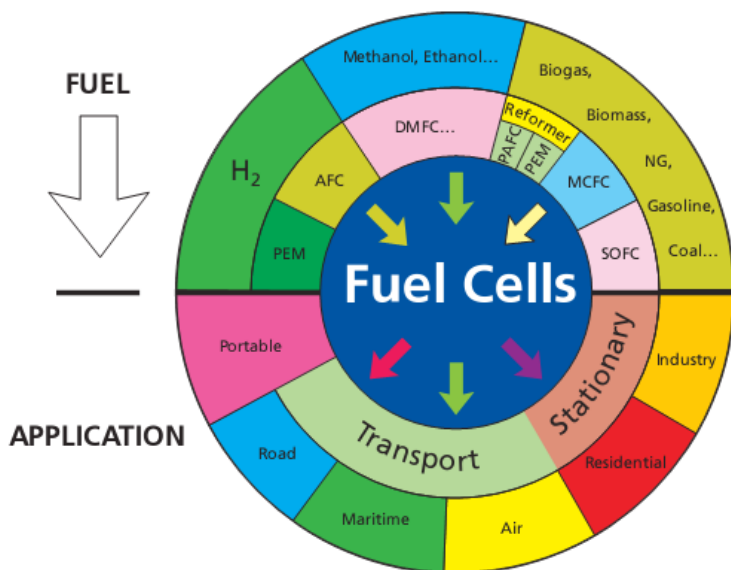 FUEL
Methanol, Ethanol...
Biogas,
Biomass,
NG,
Gasoline,
Coal...
H₂
AFC
PEM
DMFC...
Reformer
PAFC
PEM
MCFC
SOFC
Fuel Cells
APPLICATION
Portable
Transport
Stationary
Road
Maritime
Air
Residential
Industry